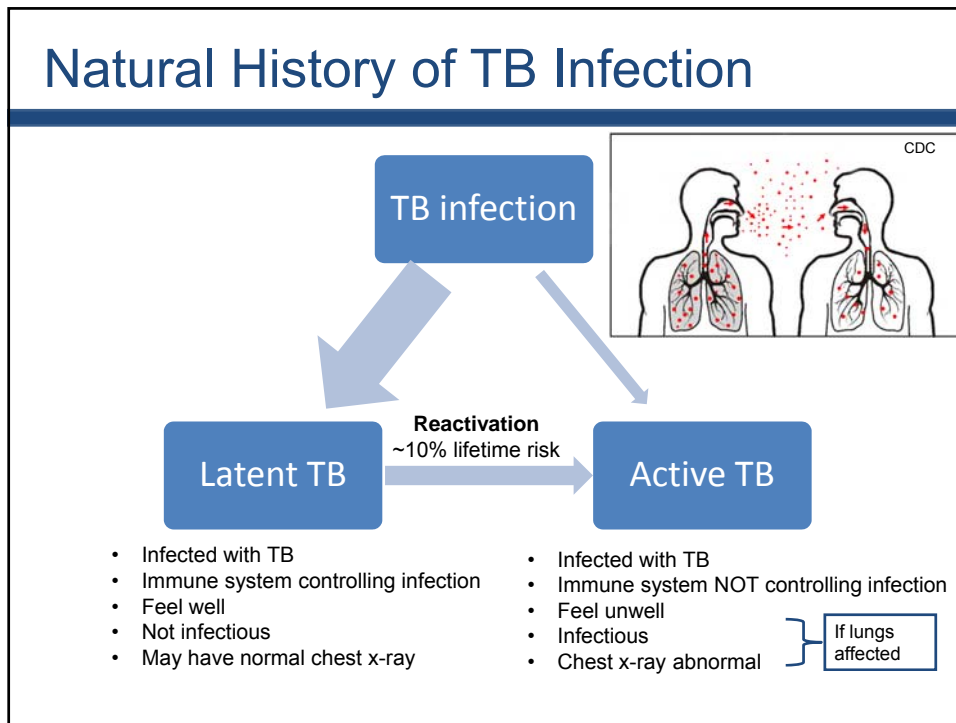 Natural History of TB Infection
CDC
TB infection
Reactivation
~10% lifetime risk
Latent TB
Active TB
• Infected with TB
• Immune system controlling infection
• Feel well
• Not infectious
• May have normal chest x-ray
• Infected with TB
• Immune system NOT controlling infection
• Feel unwell
• Infectious
• Chest x-ray abnormal
If lungs
affected